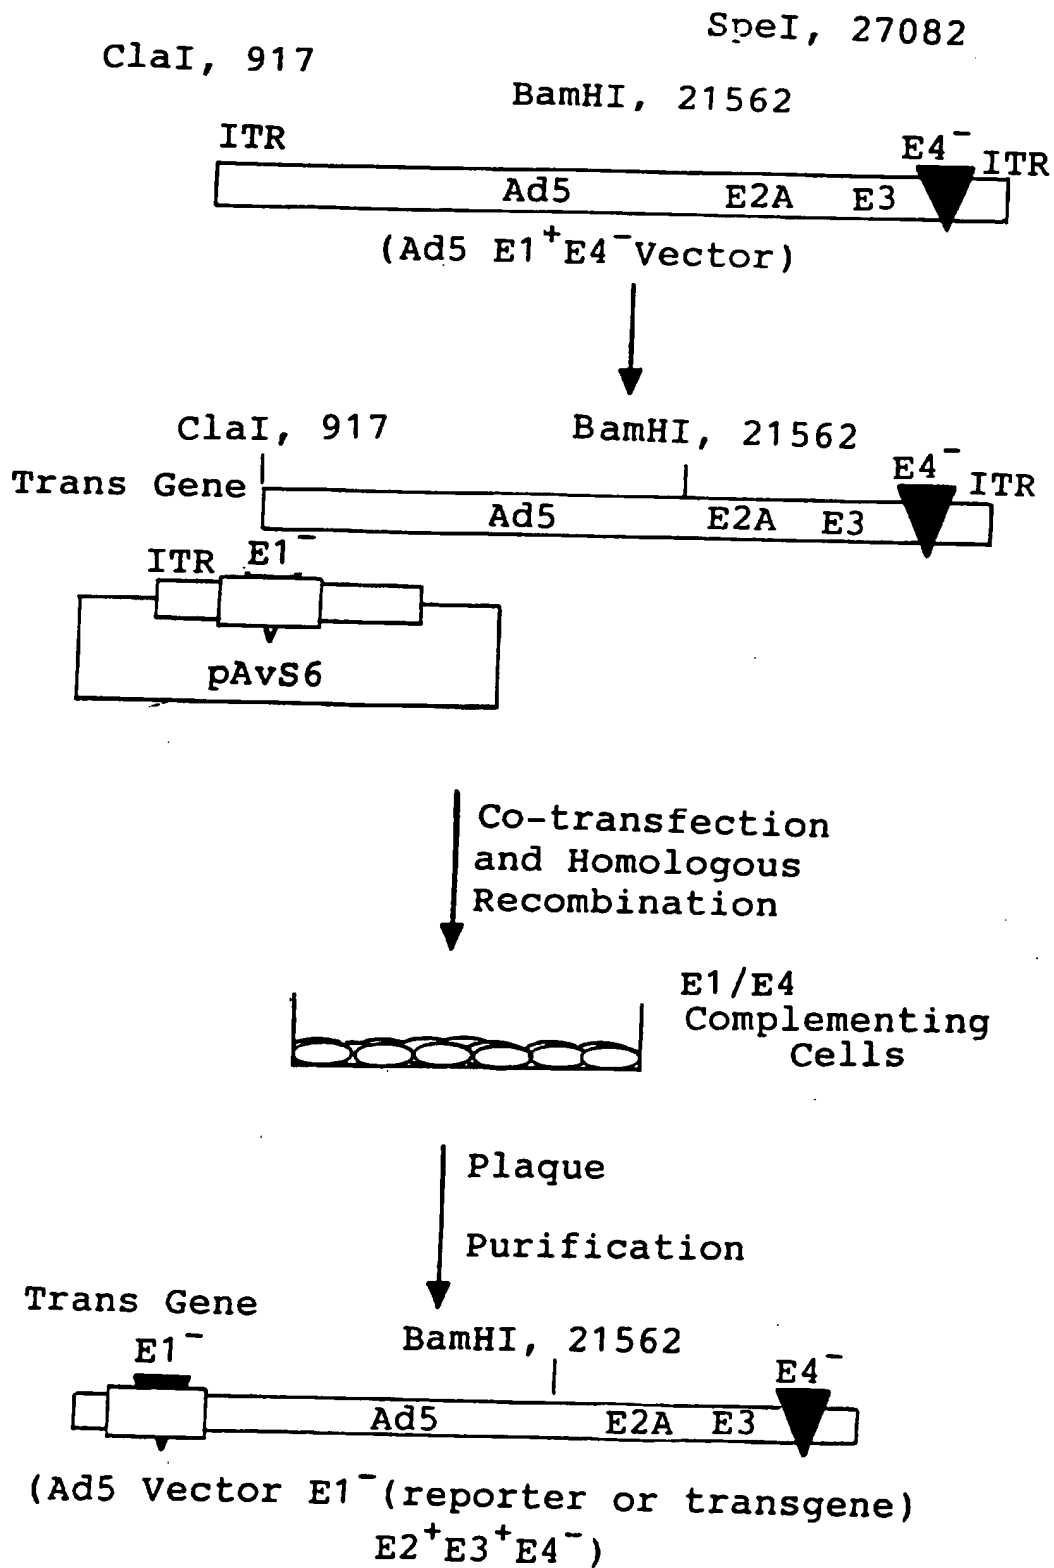 SpeI, 27082
ClaI, 917
BamHI, 21562
ITR
E4⁻
ITR
Ad5 E2A E3
(Ad5 E1⁺E4⁻Vector)
ClaI, 917
BamHI, 21562
E4⁻
Trans Gene
ITR
Ad5 E2A E3
ITR E1⁻
pAvS6
Co-transfection
and Homologous
Recombination
E1/E4
Complementing
Cells
Plaque
Purification
Trans Gene
BamHI, 21562
E1⁻
E4⁻
Ad5 E2A E3
(Ad5 Vector E1⁻(reporter or transgene)
E2⁺E3⁺E4⁻)